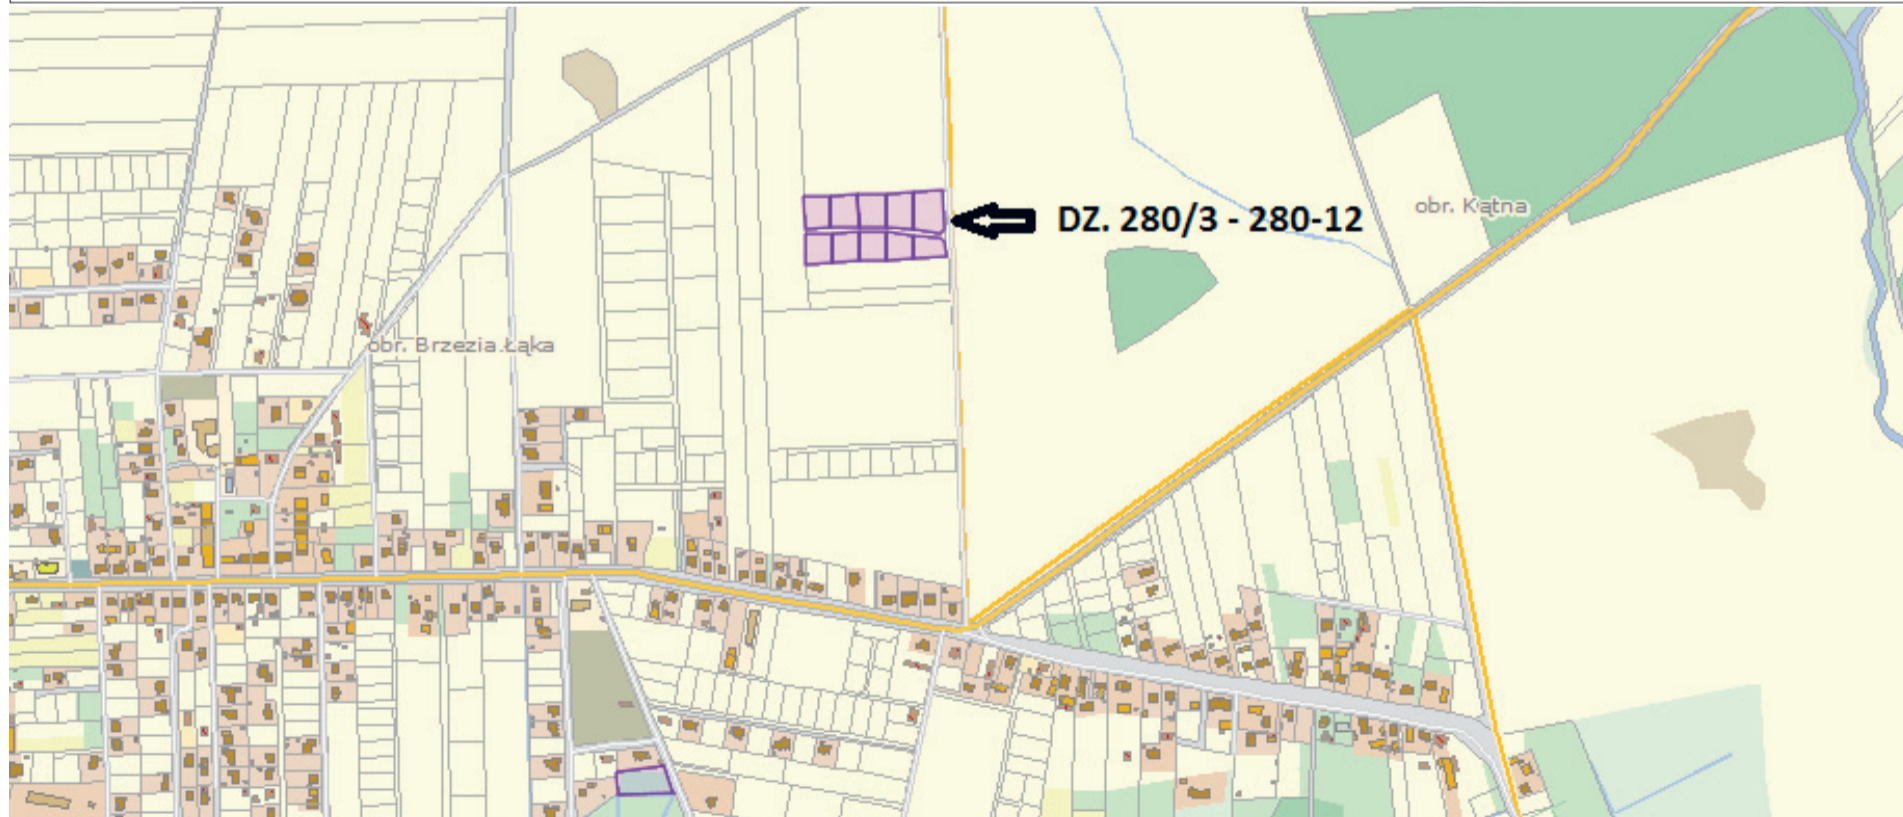 DZ. 280/3 - 280-12
obr. Kątna
obr. Brzezia Łąka